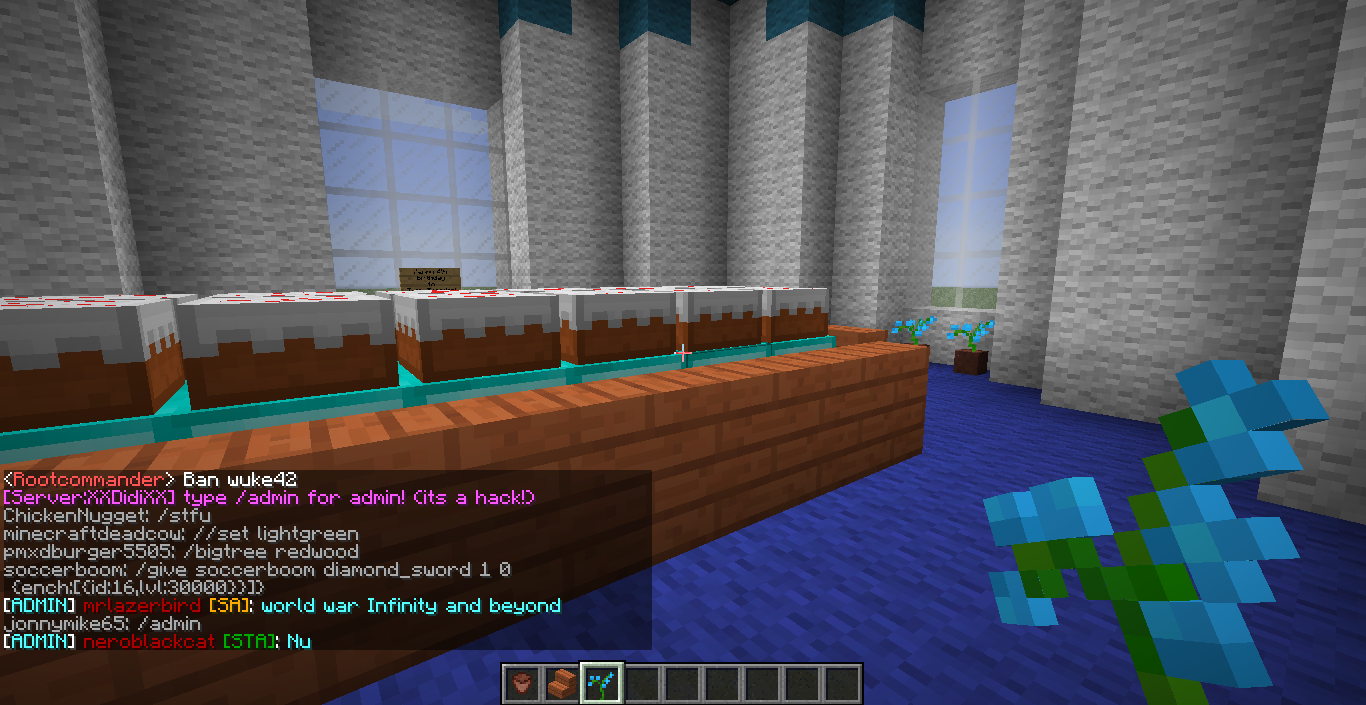 birthday
<Rootcommander> Ban wuke42
[Server:XXDidiXX] type /admin for admin! (its a hack!)
ChickenNugget: /stfu
minecraftdeadcow: //set lightgreen
pmxdburger5505: /bigtree redwood
soccerboom: /give soccerboom diamond_sword 1 0
{ench:[{id:16,lvl:30000}}]}
[ADMIN] mrlazerbird [SA]: world war Infinity and beyond
jonnymike65: /admin
[ADMIN] neroblackcat [STA]: Nu